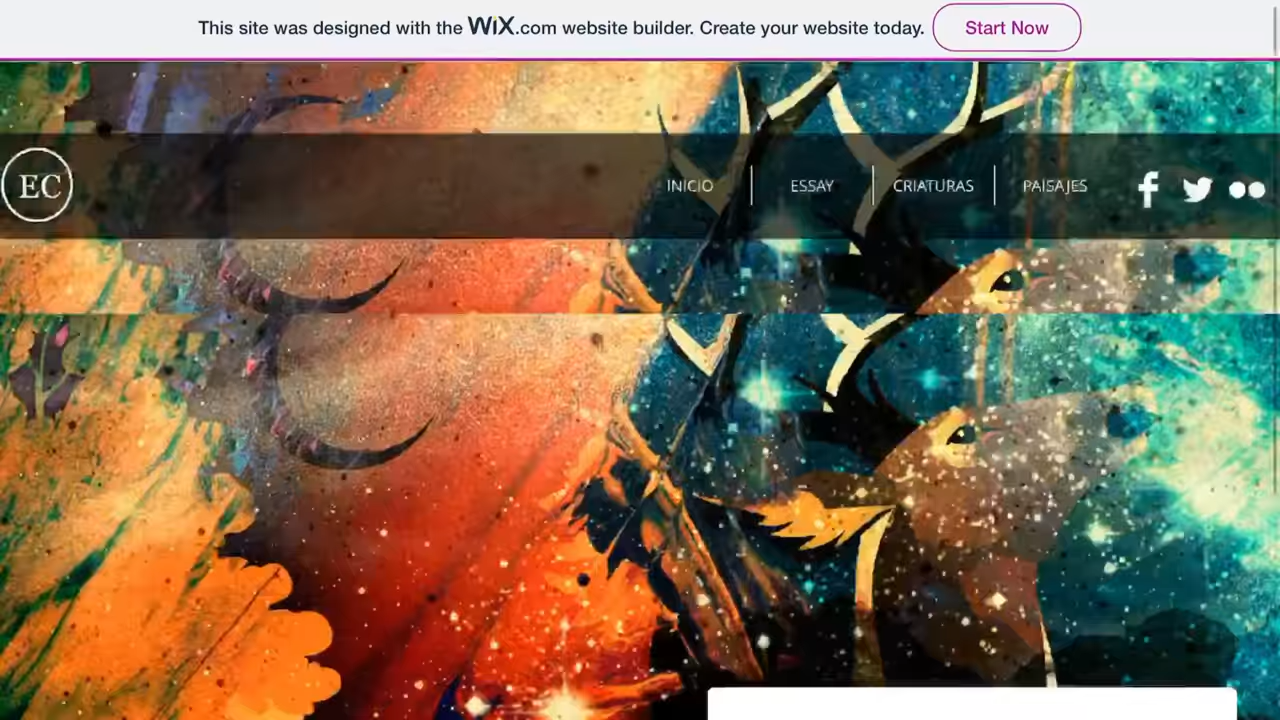 This site was designed with the WiX.com website builder. Create your website today. Start Now
EC INICIO ESSAY CRIATURAS PAISAJES